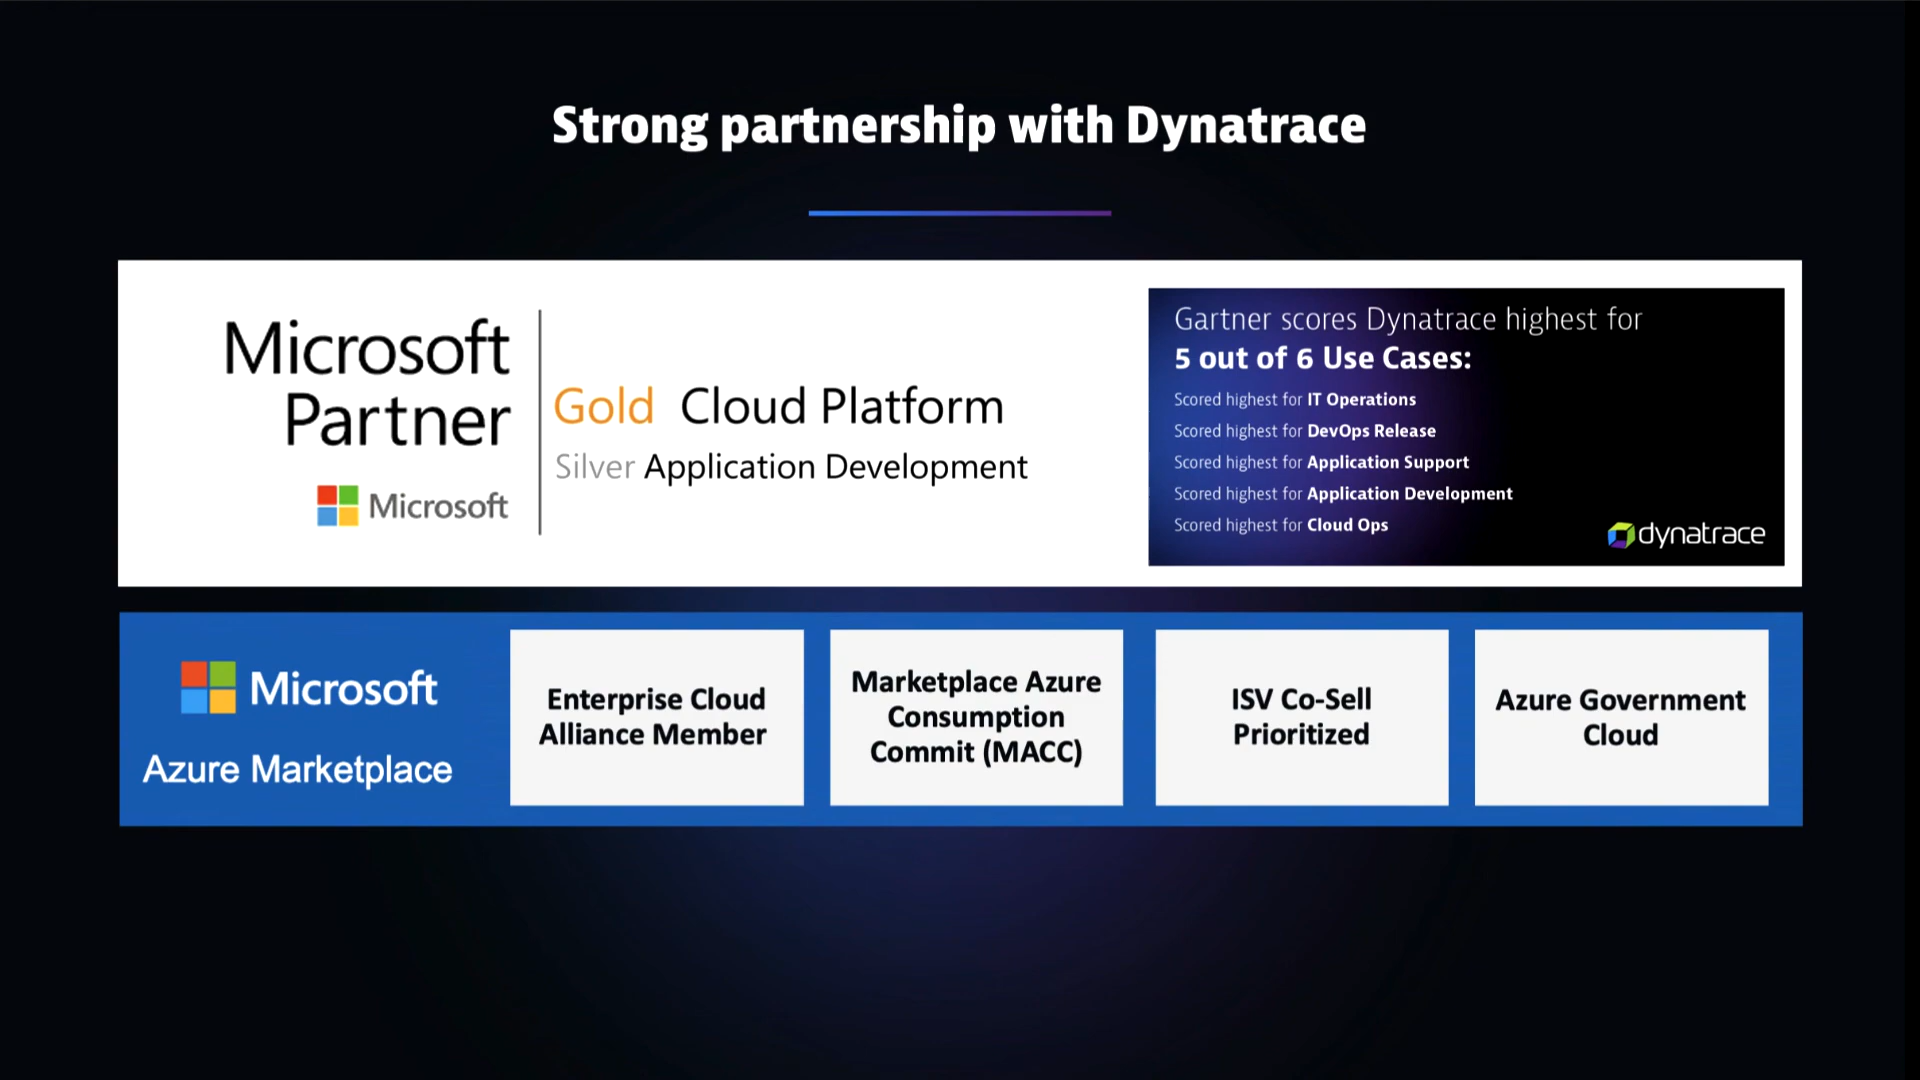 Strong partnership with Dynatrace
Microsoft
Partner
Microsoft
Gold Cloud Platform
Silver Application Development
Gartner scores Dynatrace highest for
5 out of 6 Use Cases:
Scored highest for IT Operations
Scored highest for DevOps Release
Scored highest for Application Support
Scored highest for Application Development
Scored highest for Cloud Ops
dynatrace
Microsoft
Azure Marketplace
Enterprise Cloud
Alliance Member
Marketplace Azure
Consumption
Commit (MACC)
ISV Co-Sell
Prioritized
Azure Government
Cloud